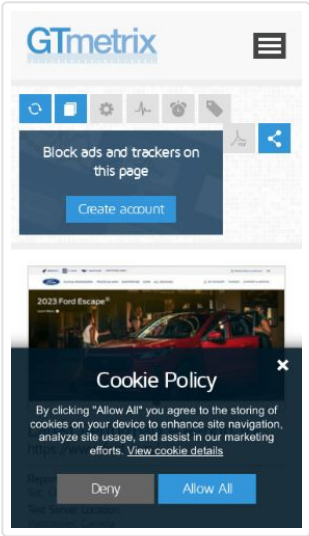 GTmetrix
Block ads and trackers on
this page
Create account
2023 Ford Escape®
Cookie Policy
By clicking "Allow All" you agree to the storing of
cookies on your device to enhance site navigation,
analyze site usage, and assist in our marketing
efforts. View cookie details
Deny
Allow All